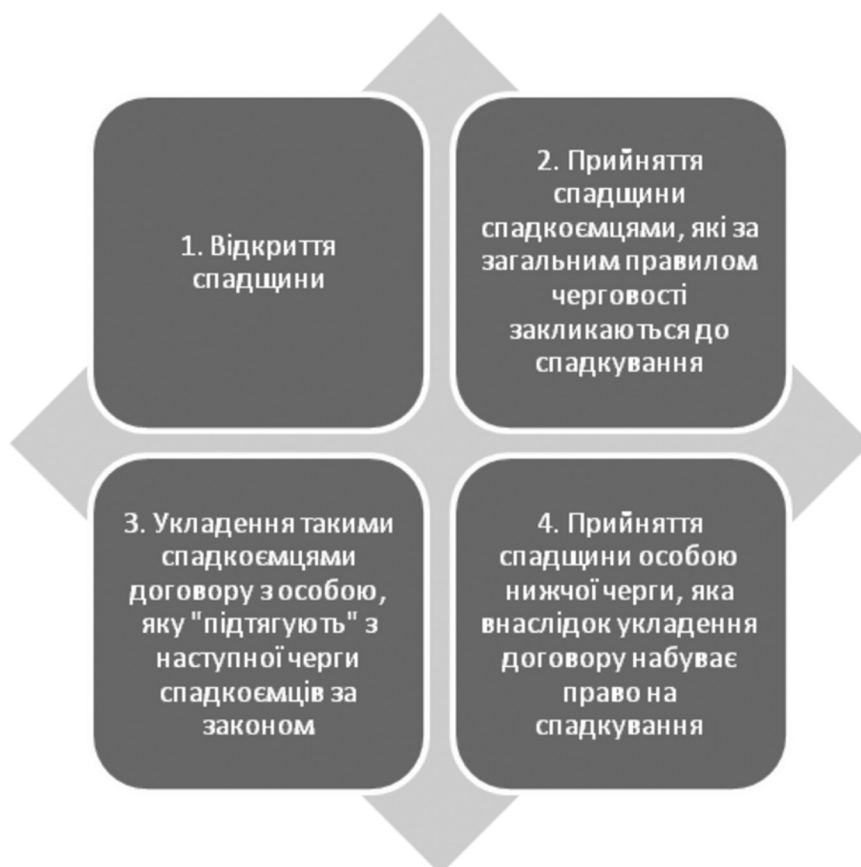 1. Відкриття
спадщини
2. Прийняття
спадщини
спадкоємцями, які за
загальним правилом
черговості
закликаються до
спадкування
3. Укладення такими
спадкоємцями
договору з особою,
яку "підтягують" з
наступної черги
спадкоємців за
законом
4. Прийняття
спадщини особою
нижчої черги, яка
внаслідок укладення
договору набуває
право на
спадкування